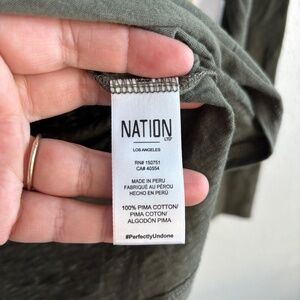 NATION LTD
LOS ANGELES
RN# 150751
CA# 40554
MADE IN PERU
FABRIQUÉ AU PÉROU
HECHO EN PERÚ
100% PIMA COTTON/
PIMA COTON/
ALGODÓN PIMA
#PerfectlyUndone